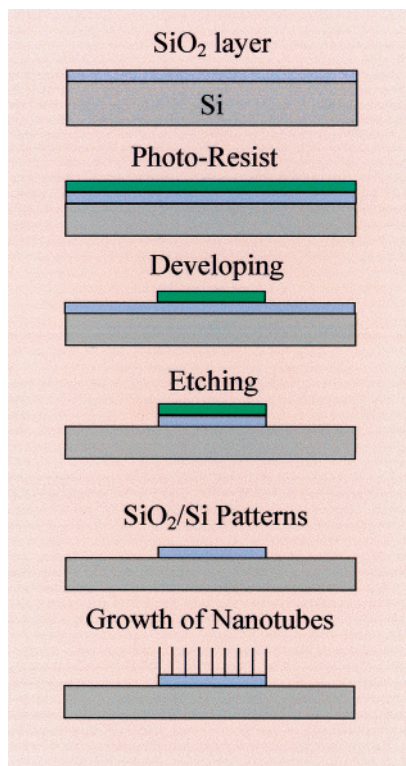 SiO₂ layer
Si
Photo-Resist
Developing
Etching
SiO₂/Si Patterns
Growth of Nanotubes